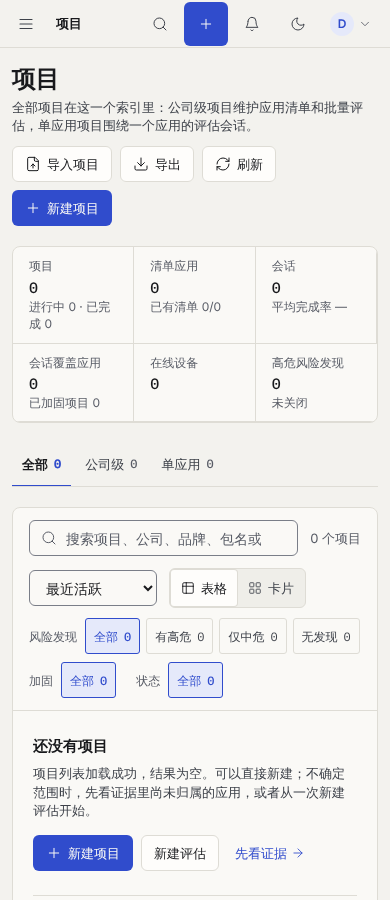 项目
D
项目
全部项目在这一个索引里：公司级项目维护应用清单和批量评
估，单应用项目围绕一个应用的评估会话。
导入项目 导出 刷新
新建项目
项目 清单应用 会话
0 0 0
进行中 0 · 已完 已有清单 0/0 平均完成率 —
成 0
会话覆盖应用 在线设备 高危风险发现
0 0 0
已加固项目 0 未关闭
全部 0 公司级 0 单应用 0
搜索项目、公司、品牌、包名或 0 个项目
最近活跃 表格 卡片
风险发现 全部 0 有高危 0 仅中危 0 无发现 0
加固 全部 0 状态 全部 0
还没有项目
项目列表加载成功，结果为空。可以直接新建；不确定
范围时，先看证据里尚未归属的应用，或者从一次新建
评估开始。
新建项目 新建评估 先看证据